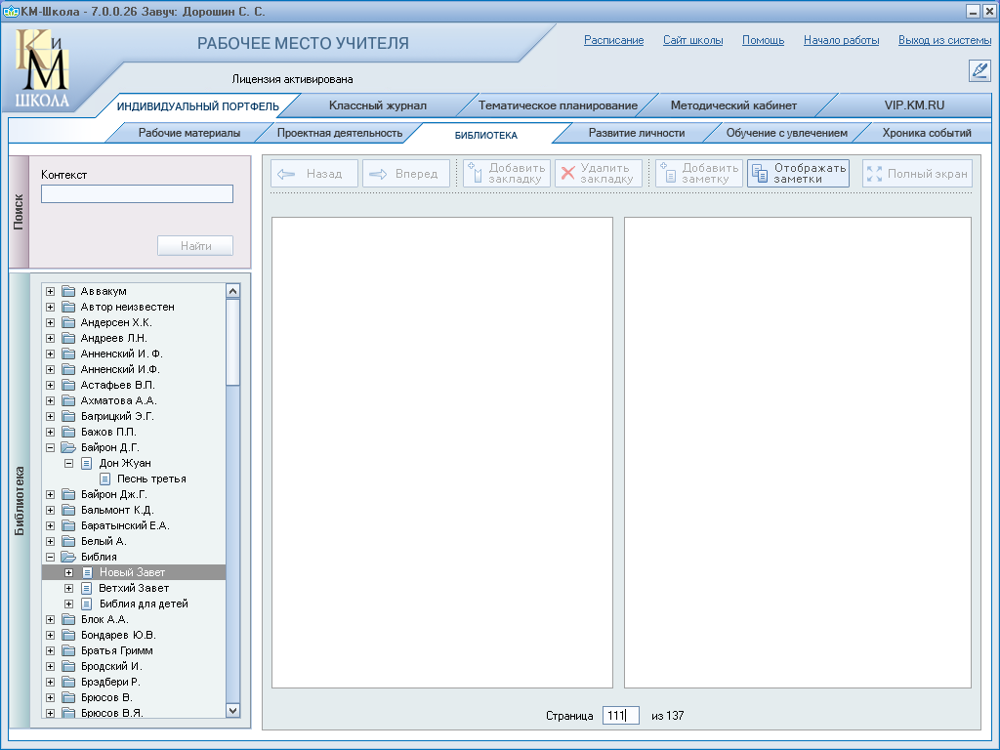 КМ-Школа - 7.0.0.26 Завуч: Дорошин С. С.
Ки
М
ШКОЛА
РАБОЧЕЕ МЕСТО УЧИТЕЛЯ
Расписание Сайт школы Помощь Начало работы Выход из системы
Лицензия активирована
ИНДИВИДУАЛЬНЫЙ ПОРТФЕЛЬ Классный журнал Тематическое планирование Методический кабинет VIP.KM.RU
Рабочие материалы Проектная деятельность БИБЛИОТЕКА Развитие личности Обучение с увлечением Хроника событий
Поиск
Контекст
Найти
Назад Вперед Добавить закладку Удалить закладку Добавить заметку Отображать заметки Полный экран
Библиотека
Аввакум
Автор неизвестен
Андерсен Х.К.
Андреев Л.Н.
Анненский И. Ф.
Анненский И.Ф.
Астафьев В.П.
Ахматова А.А.
Багрицкий Э.Г.
Бажов П.П.
Байрон Д.Г.
Дон Жуан
Песнь третья
Байрон Дж.Г.
Бальмонт К.Д.
Баратынский Е.А.
Белый А.
Библия
Новый Завет
Ветхий Завет
Библия для детей
Блок А.А.
Бондарев Ю.В.
Братья Гримм
Бродский И.
Брэдбери Р.
Брюсов В.
Брюсов В.Я.
Страница 111 из 137